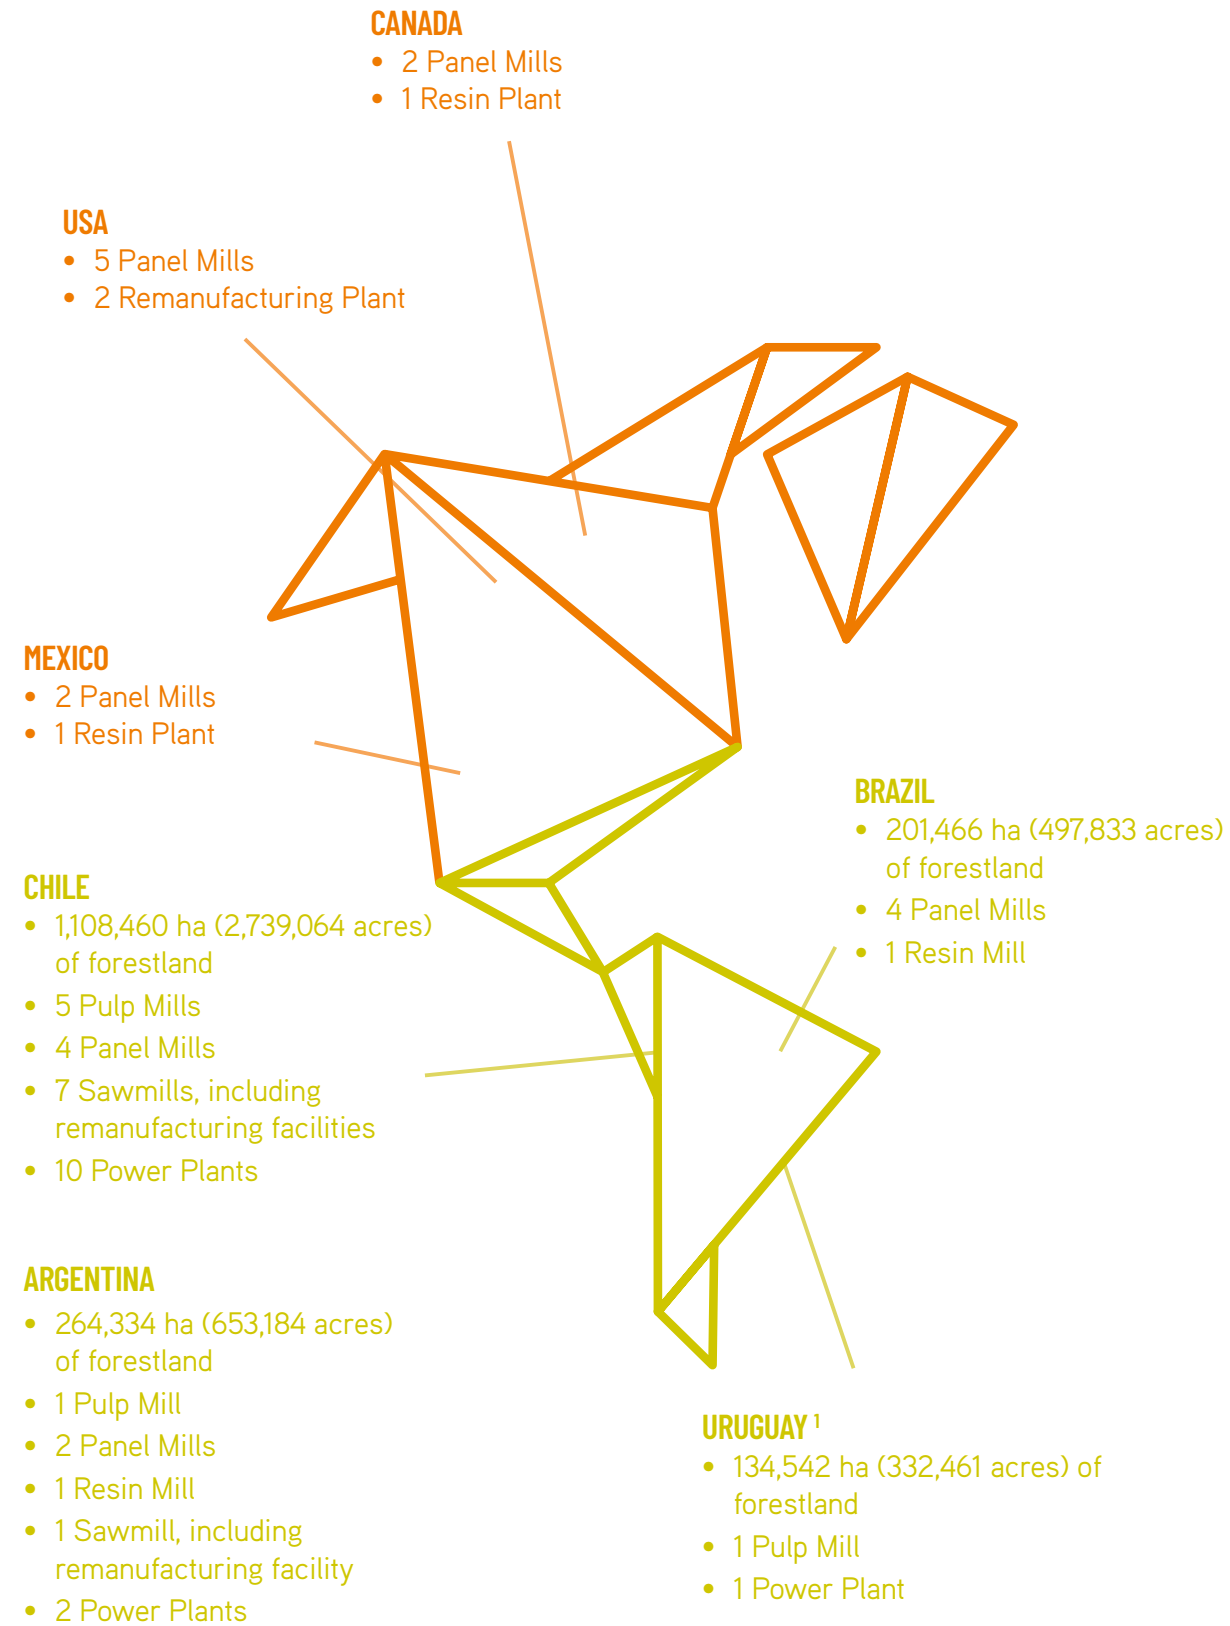 CANADA
• 2 Panel Mills
• 1 Resin Plant
USA
• 5 Panel Mills
• 2 Remanufacturing Plant
MEXICO
• 2 Panel Mills
• 1 Resin Plant
BRAZIL
• 201,466 ha (497,833 acres)
of forestland
• 4 Panel Mills
• 1 Resin Mill
CHILE
• 1,108,460 ha (2,739,064 acres)
of forestland
• 5 Pulp Mills
• 4 Panel Mills
• 7 Sawmills, including
remanufacturing facilities
• 10 Power Plants
ARGENTINA
• 264,334 ha (653,184 acres)
of forestland
• 1 Pulp Mill
• 2 Panel Mills
• 1 Resin Mill
• 1 Sawmill, including
remanufacturing facility
• 2 Power Plants
URUGUAY ¹
• 134,542 ha (332,461 acres) of
forestland
• 1 Pulp Mill
• 1 Power Plant